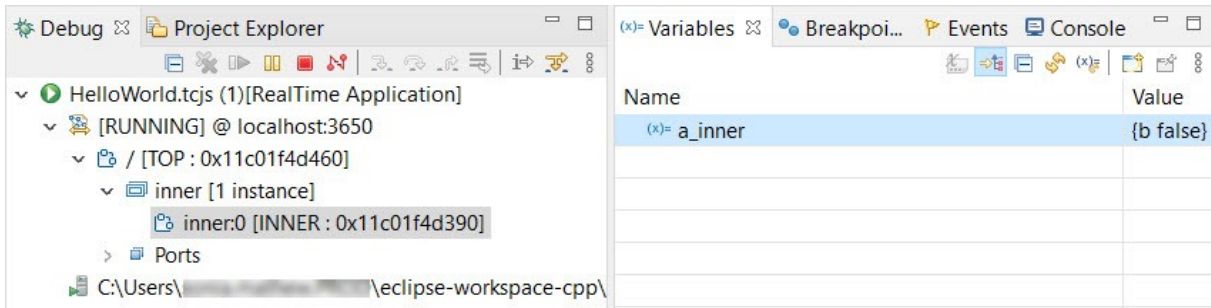 Debug Project Explorer
HelloWorld.tcjs (1)[RealTime Application]
[RUNNING] @ localhost:3650
/ [TOP : 0x11c01f4d460]
inner [1 instance]
inner:0 [INNER : 0x11c01f4d390]
Ports
C:\Users\ \eclipse-workspace-cpp\
(x)= Variables Breakpoi... Events Console
Name Value
(x)= a_inner {b false}